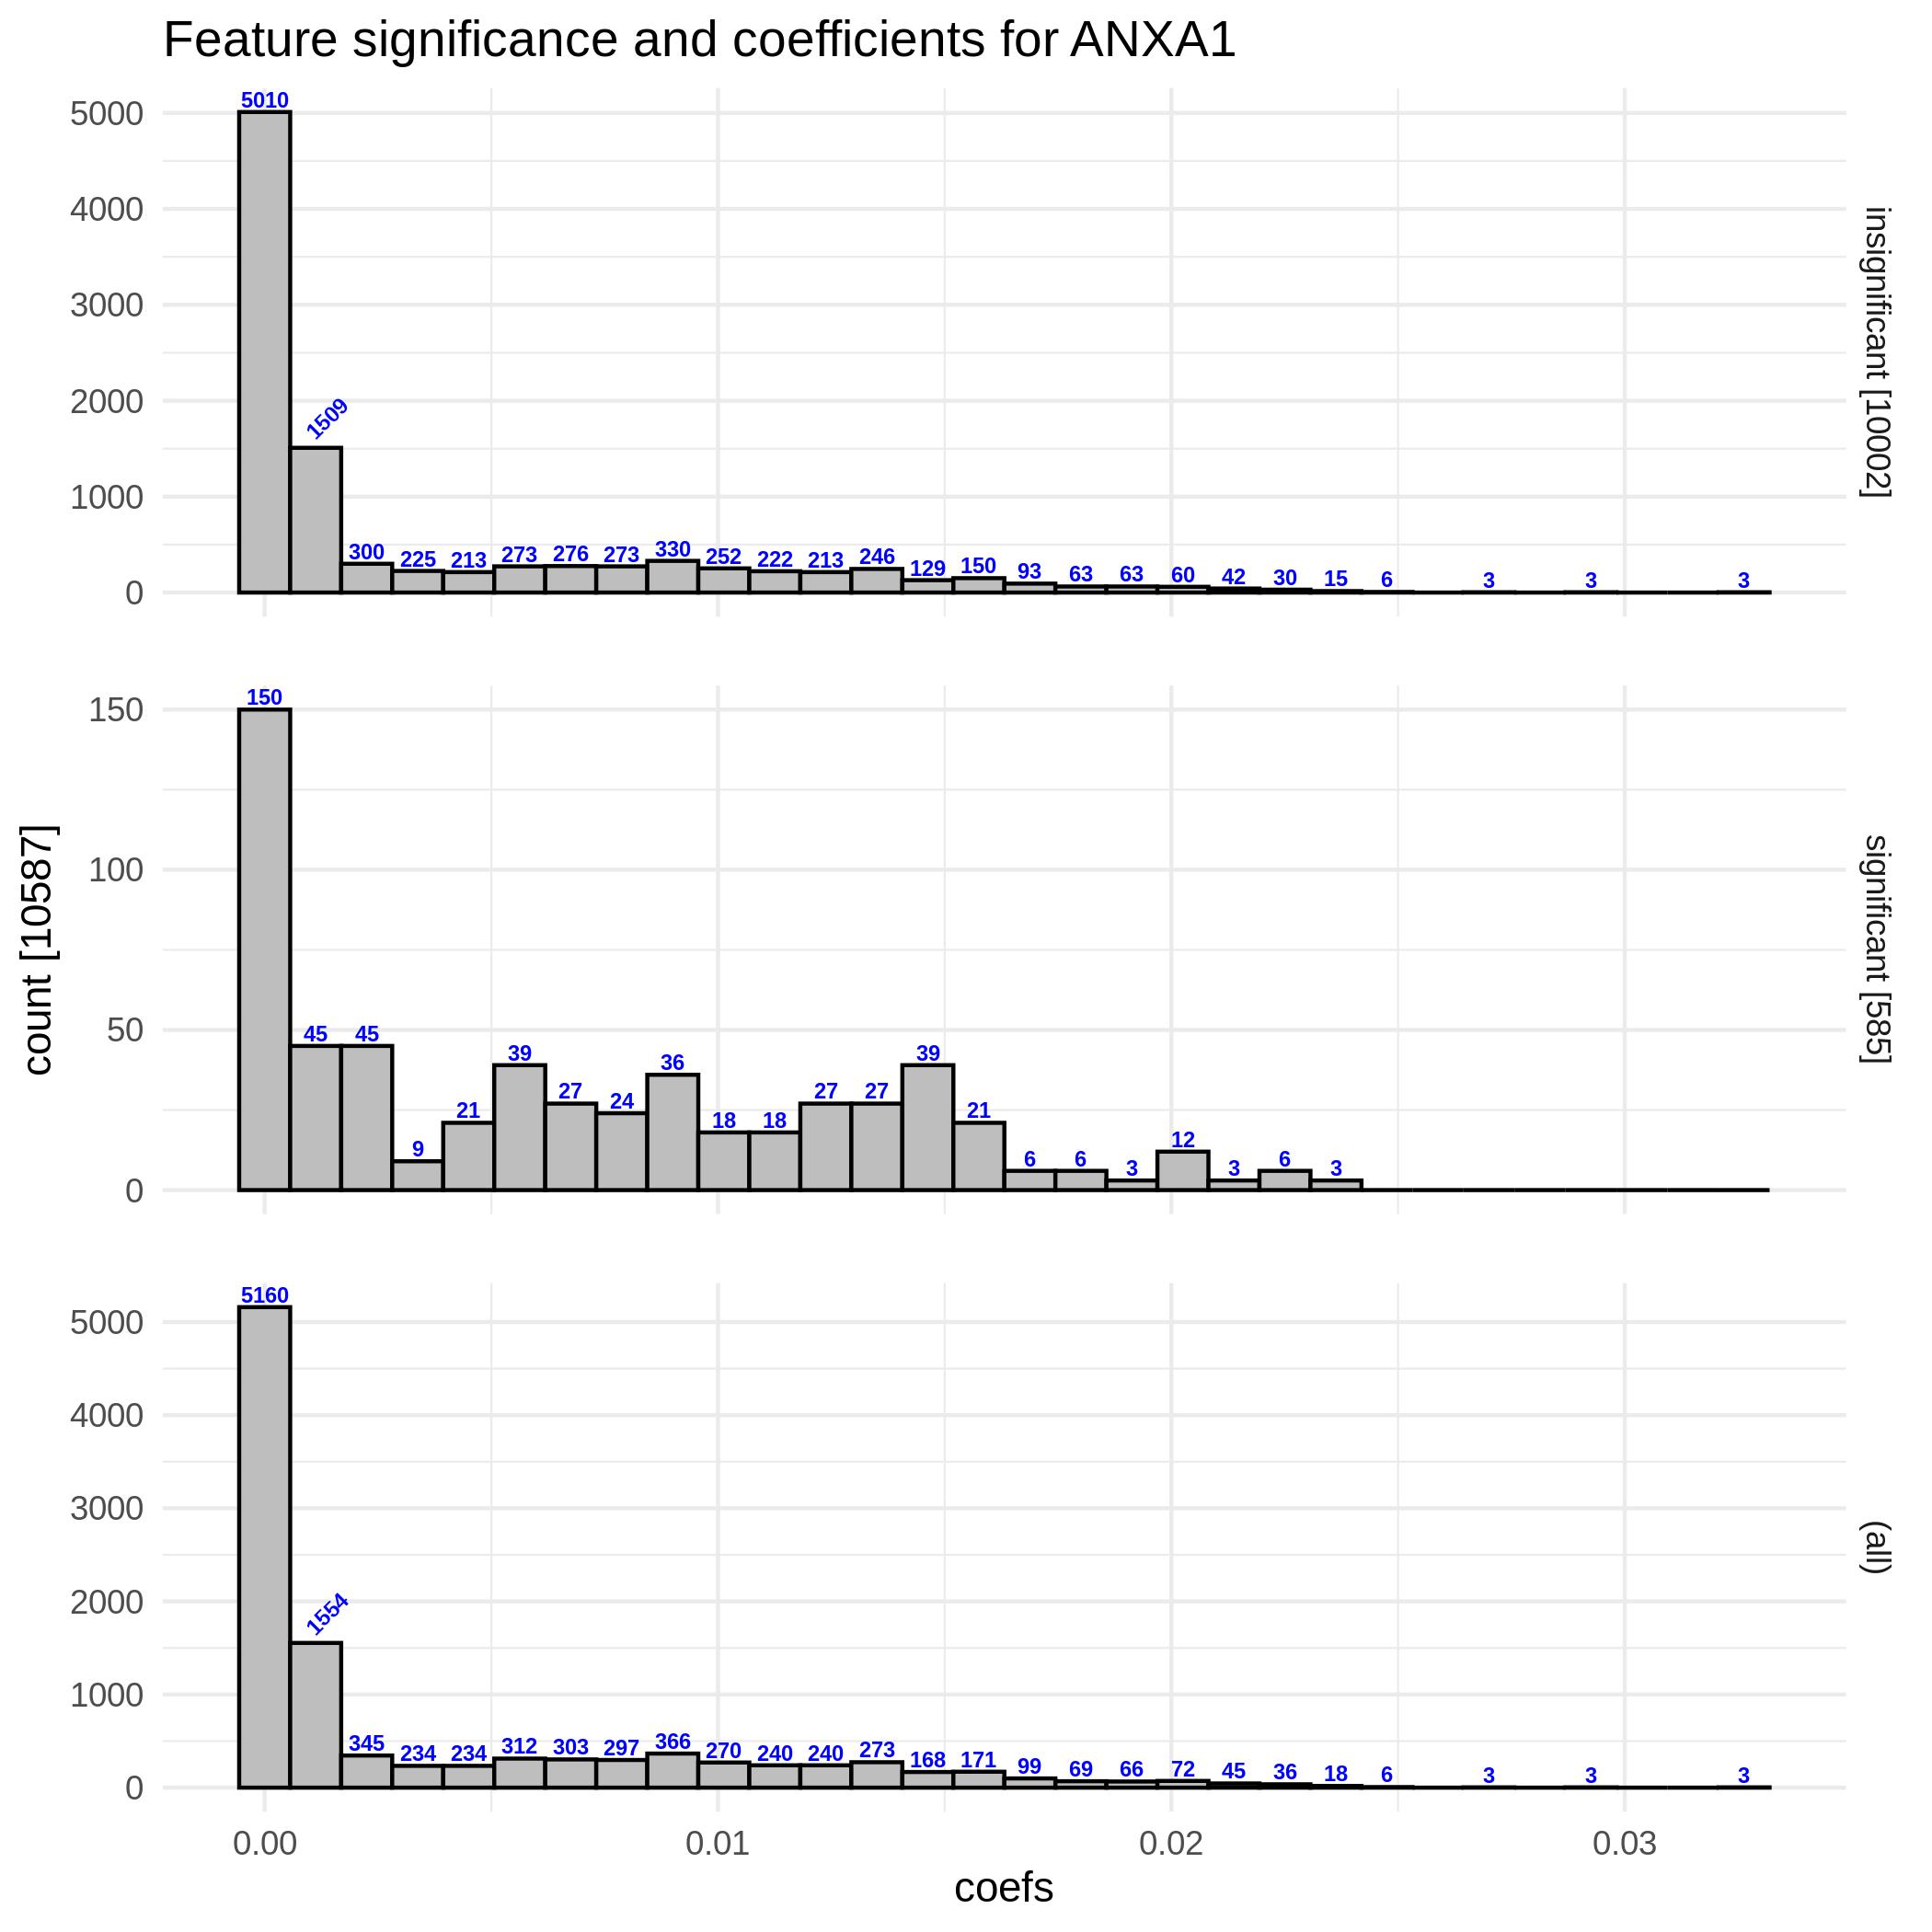 Feature significance and coefficients for ANXA1
5010
5000
4000
3000
2000
1000
0
1509
300 225 213 273 276 273 330 252 222 213 246 129 150 93 63 63 60 42 30 15 6 3 3 3
insignificant [10002]
count [10587]
150
150
100
50
0
45 45 9 21 39 27 24 36 18 18 27 27 39 21 6 6 3 12 3 6 3
significant [585]
5160
5000
4000
3000
2000
1000
0
1554
345 234 234 312 303 297 366 270 240 240 273 168 171 99 69 66 72 45 36 18 6 3 3 3
(all)
0.00 0.01 0.02 0.03
coefs